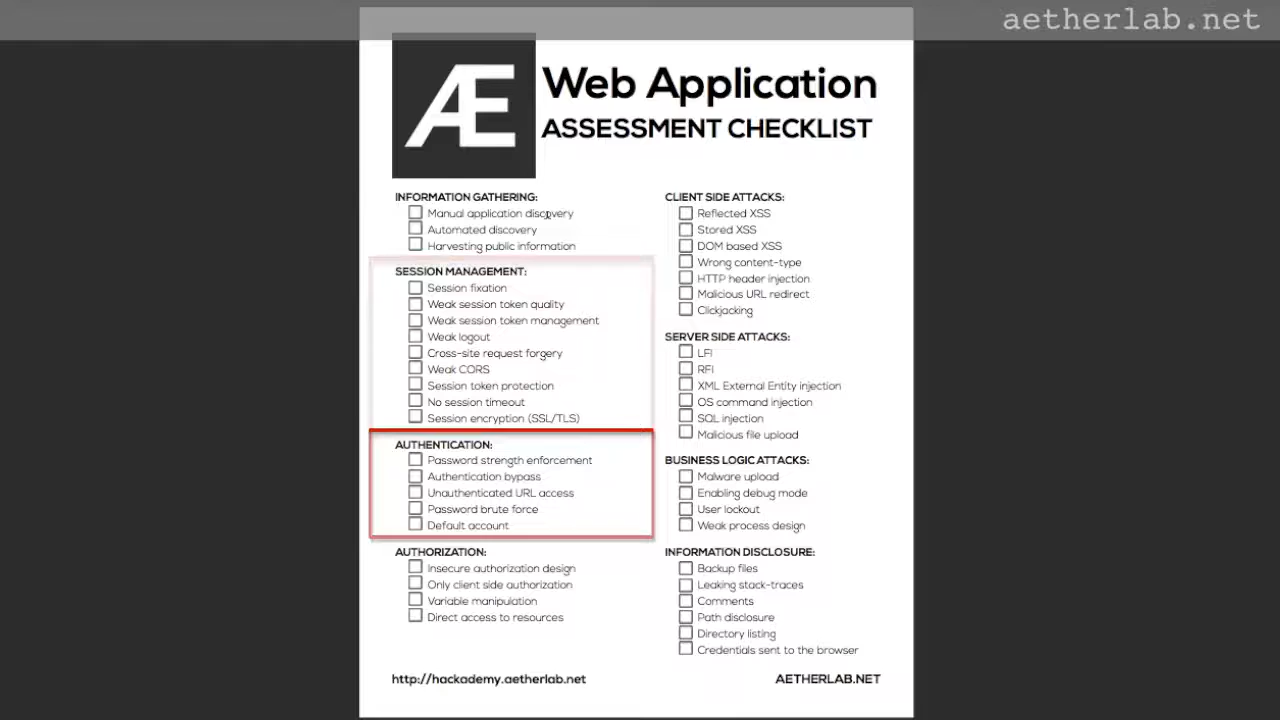 aetherlab.net
Æ
Web Application
ASSESSMENT CHECKLIST
INFORMATION GATHERING:
Manual application discovery
Automated discovery
Harvesting public information
SESSION MANAGEMENT:
Session fixation
Weak session token quality
Weak session token management
Weak logout
Cross-site request forgery
Weak CORS
Session token protection
No session timeout
Session encryption (SSL/TLS)
AUTHENTICATION:
Password strength enforcement
Authentication bypass
Unauthenticated URL access
Password brute force
Default account
AUTHORIZATION:
Insecure authorization design
Only client side authorization
Variable manipulation
Direct access to resources
CLIENT SIDE ATTACKS:
Reflected XSS
Stored XSS
DOM based XSS
Wrong content-type
HTTP header injection
Malicious URL redirect
Clickjacking
SERVER SIDE ATTACKS:
LFI
RFI
XML External Entity injection
OS command injection
SQL injection
Malicious file upload
BUSINESS LOGIC ATTACKS:
Malware upload
Enabling debug mode
User lockout
Weak process design
INFORMATION DISCLOSURE:
Backup files
Leaking stack-traces
Comments
Path disclosure
Directory listing
Credentials sent to the browser
http://hackademy.aetherlab.net
AETHERLAB.NET